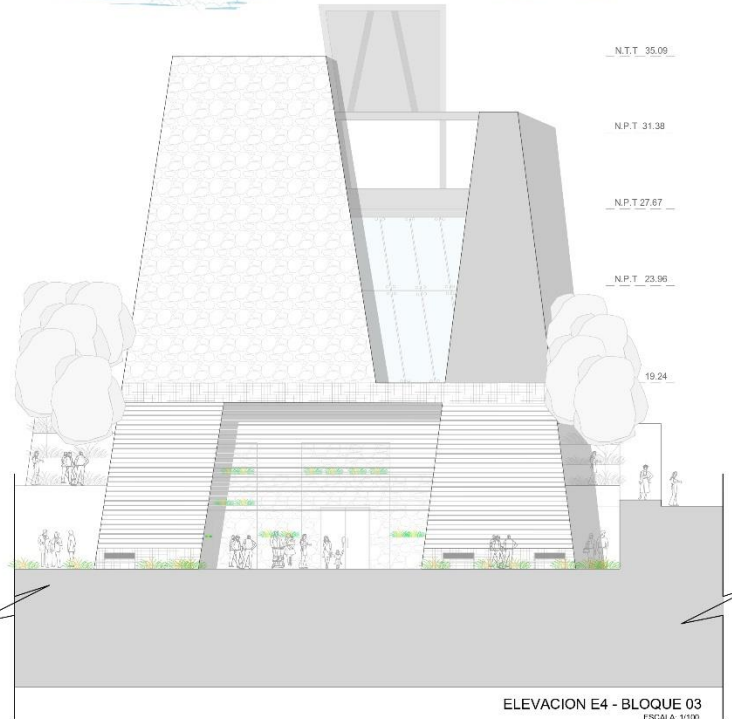 N.T.T 35.09
N.P.T 31.38
N.P.T 27.67
N.P.T 23.96
19.24
ELEVACION E4 - BLOQUE 03
ESCALA: 1/100